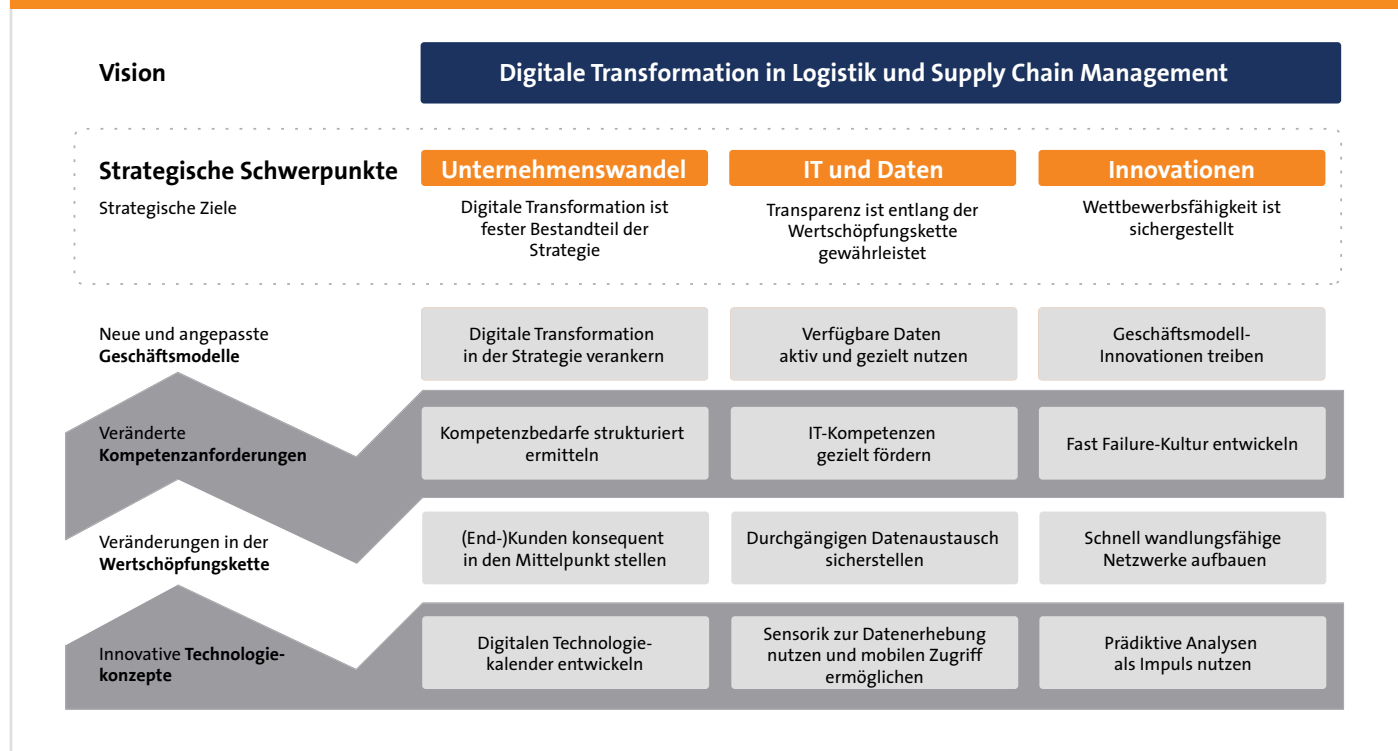 Vision
Digitale Transformation in Logistik und Supply Chain Management
Strategische Schwerpunkte
Unternehmenswandel
IT und Daten
Innovationen
Strategische Ziele
Digitale Transformation ist
fester Bestandteil der
Strategie
Transparenz ist entlang der
Wertschöpfungskette
gewährleistet
Wettbewerbsfähigkeit ist
sichergestellt
Neue und angepasste
Geschäftsmodelle
Digitale Transformation
in der Strategie verankern
Verfügbare Daten
aktiv und gezielt nutzen
Geschäftsmodell-
Innovationen treiben
Veränderte
Kompetenzanforderungen
Kompetenzbedarfe strukturiert
ermitteln
IT-Kompetenzen
gezielt fördern
Fast Failure-Kultur entwickeln
Veränderungen in der
Wertschöpfungskette
(End-)Kunden konsequent
in den Mittelpunkt stellen
Durchgängigen Datenaustausch
sicherstellen
Schnell wandlungsfähige
Netzwerke aufbauen
Innovative Technologie-
konzepte
Digitalen Technologie-
kalender entwickeln
Sensorik zur Datenerhebung
nutzen und mobilen Zugriff
ermöglichen
Prädiktive Analysen
als Impuls nutzen